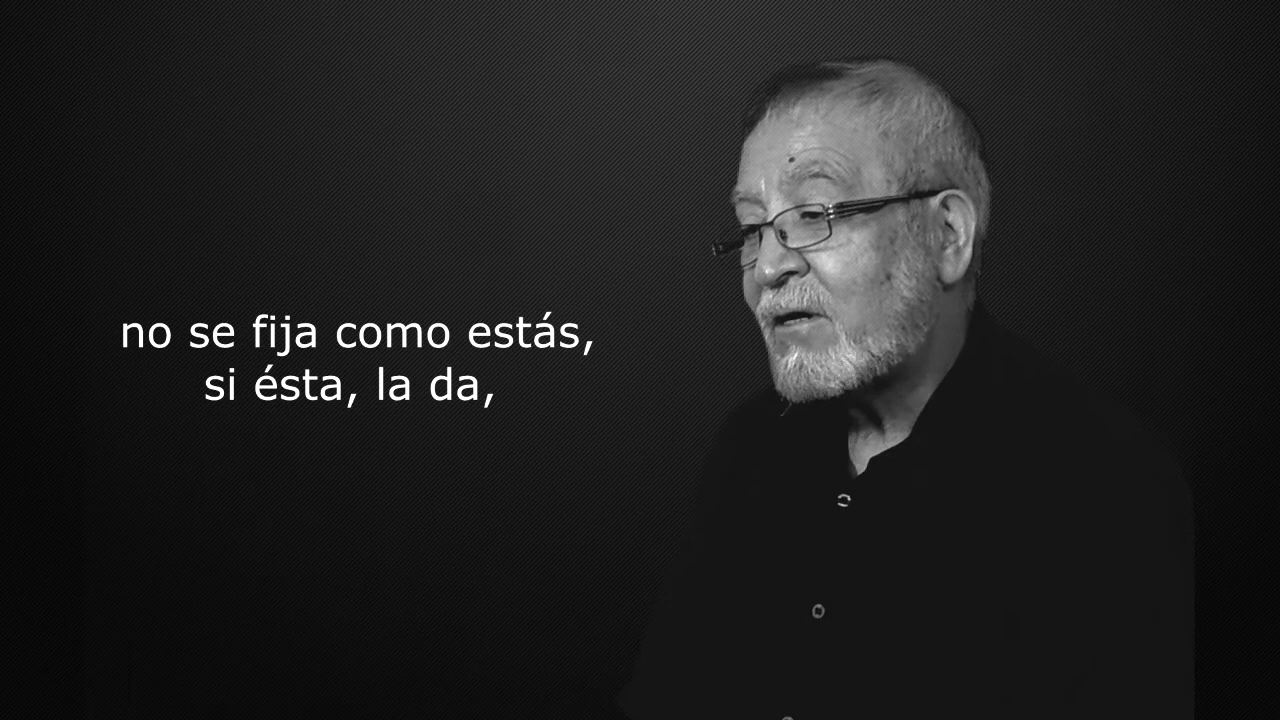 no se fija como estás,
si ésta, la da,